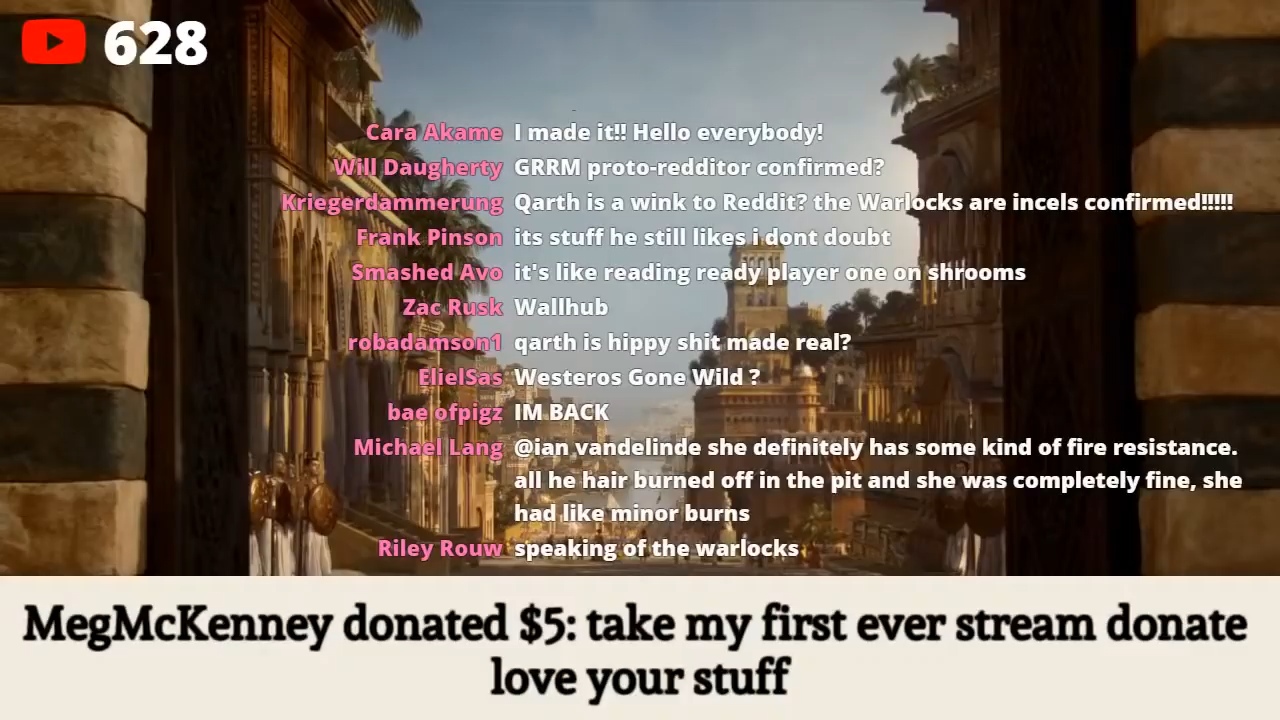 628
Cara Akame I made it!! Hello everybody!
Will Daugherty GRRM proto-redditor confirmed?
Kriegerdammerung Qarth is a wink to Reddit? the Warlocks are incels confirmed!!!!!
Frank Pinson its stuff he still likes i dont doubt
Smashed Avo it's like reading ready player one on shrooms
Zac Rusk Wallhub
robadamson1 qarth is hippy shit made real?
ElielSas Westeros Gone Wild ?
bae ofpigz IM BACK
Michael Lang @ian vandelinde she definitely has some kind of fire resistance.
all he hair burned off in the pit and she was completely fine, she
had like minor burns
Riley Rouw speaking of the warlocks
MegMcKenney donated $5: take my first ever stream donate
love your stuff